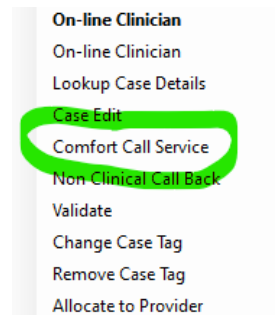 On-line Clinician
On-line Clinician
Lookup Case Details
Case Edit
Comfort Call Service
Non Clinical Call Back
Validate
Change Case Tag
Remove Case Tag
Allocate to Provider